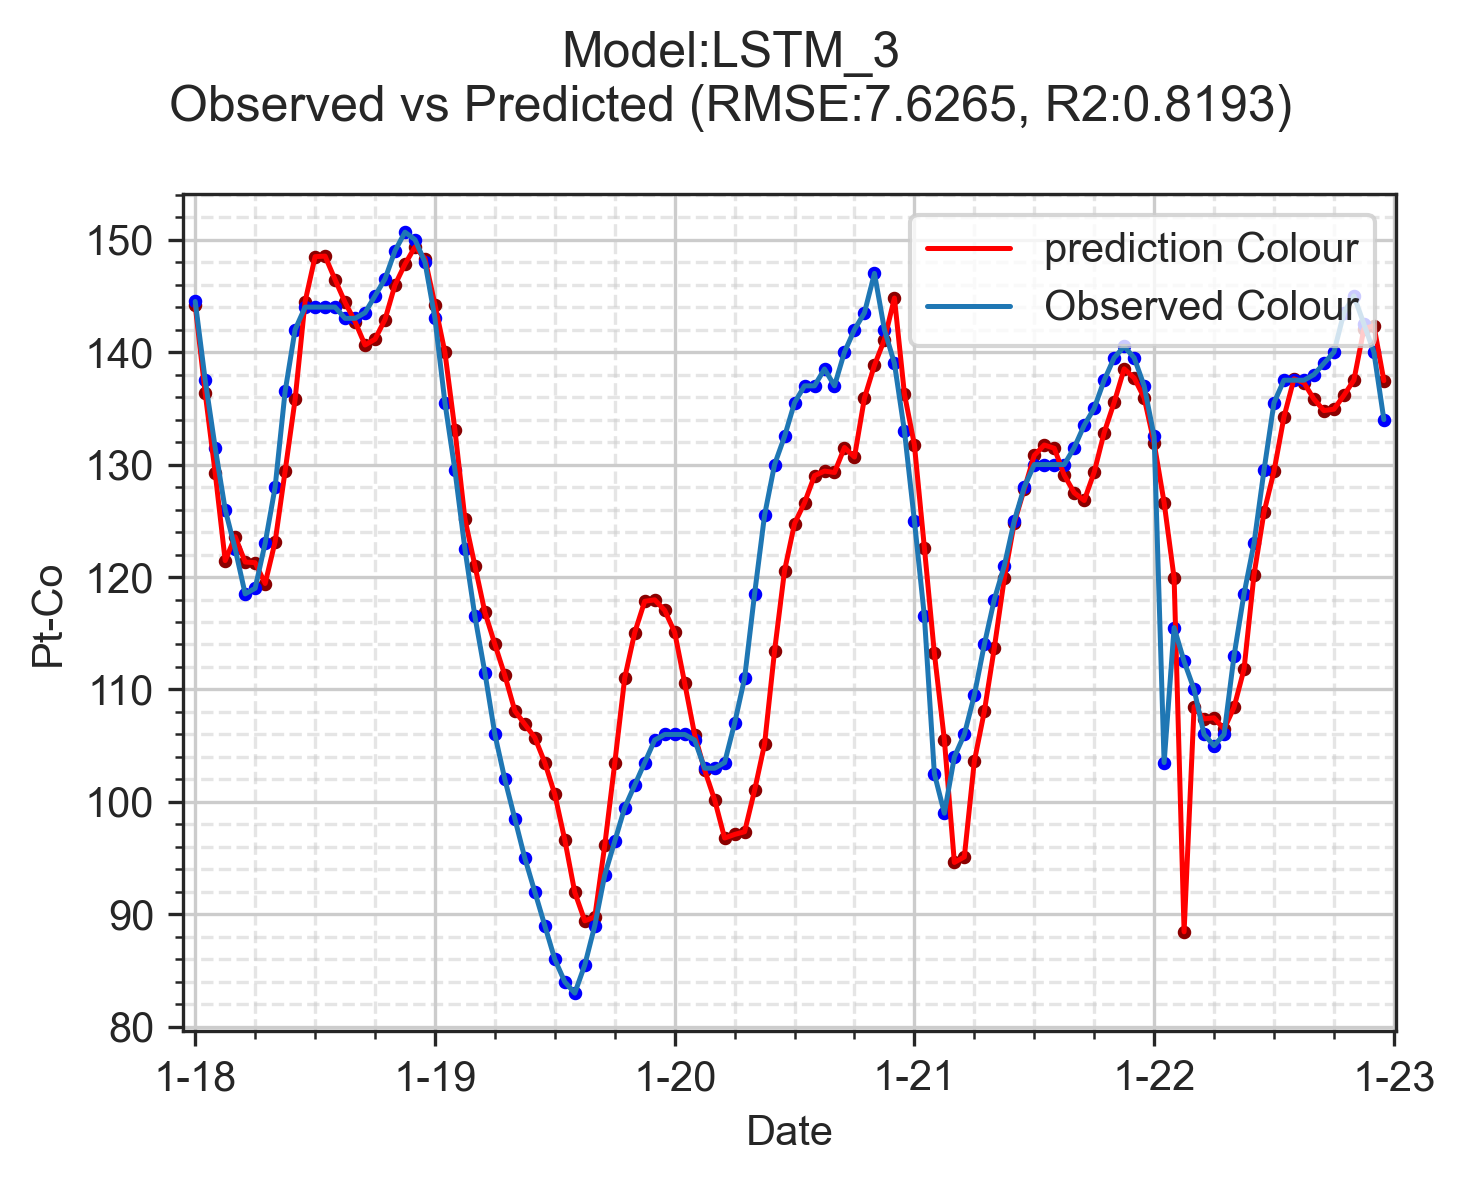 Model:LSTM_3
Observed vs Predicted (RMSE:7.6265, R2:0.8193)
prediction Colour
Observed Colour
150
140
130
120
110
100
90
80
Pt-Co
1-18
1-19
1-20
1-21
1-22
1-23
Date